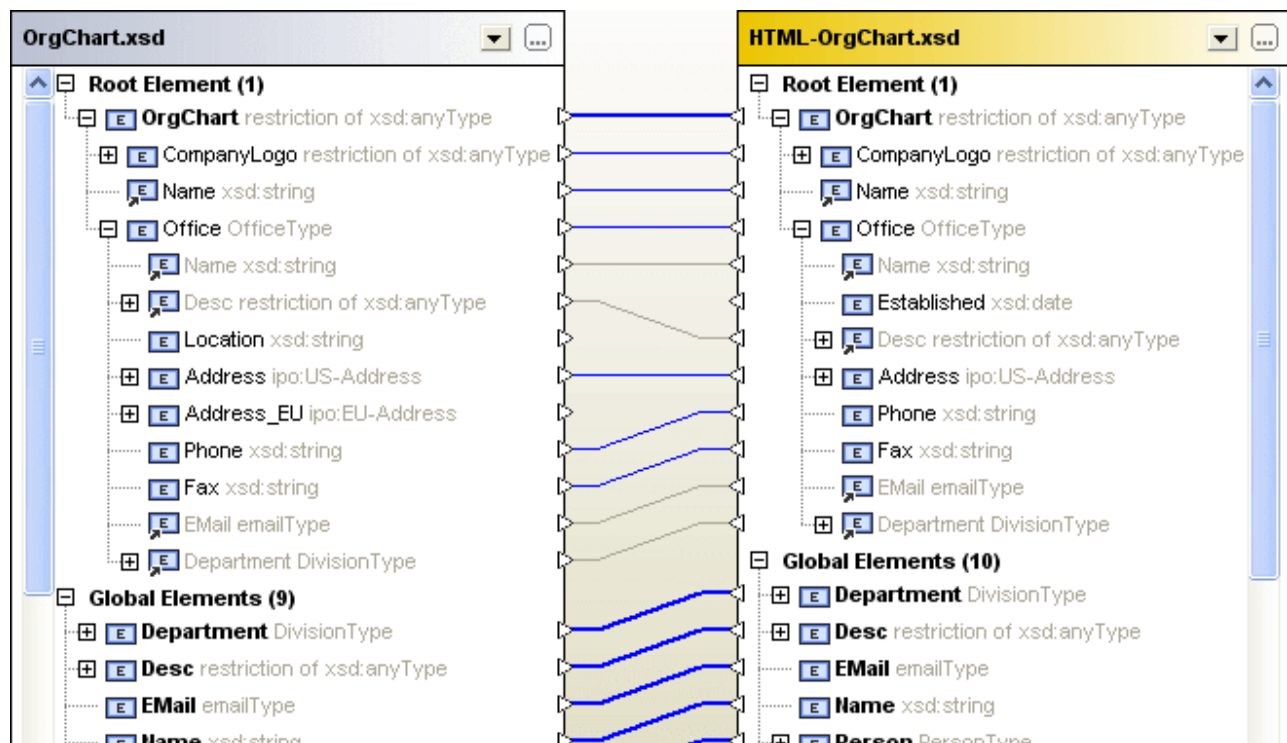 OrgChart.xsd
...
Root Element (1)
E OrgChart restriction of xsd:anyType
E CompanyLogo restriction of xsd:anyType
E Name xsd:string
E Office OfficeType
E Name xsd:string
E Desc restriction of xsd:anyType
E Location xsd:string
E Address ipo:US-Address
E Address_EU ipo:EU-Address
E Phone xsd:string
E Fax xsd:string
E EMail emailType
E Department DivisionType
Global Elements (9)
E Department DivisionType
E Desc restriction of xsd:anyType
E EMail emailType
E Name xsd:string
HTML-OrgChart.xsd
...
Root Element (1)
E OrgChart restriction of xsd:anyType
E CompanyLogo restriction of xsd:anyType
E Name xsd:string
E Office OfficeType
E Name xsd:string
E Established xsd:date
E Desc restriction of xsd:anyType
E Address ipo:US-Address
E Phone xsd:string
E Fax xsd:string
E EMail emailType
E Department DivisionType
Global Elements (10)
E Department DivisionType
E Desc restriction of xsd:anyType
E EMail emailType
E Name xsd:string
E Person PersonType